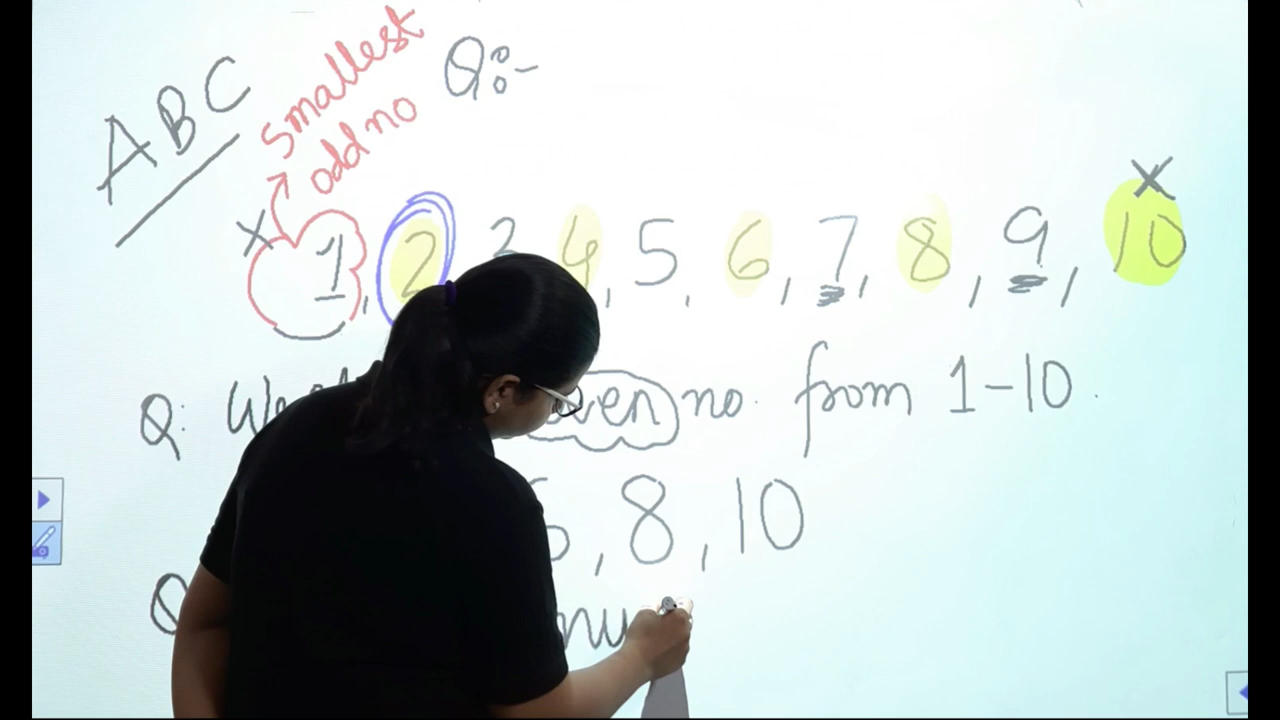 ABC
smallest
odd no
Q:-
x x
1, 2 3 4, 5, 6, 7, 8, 9, 10
Q: no. from 1-10.
6, 8, 10
Q nu